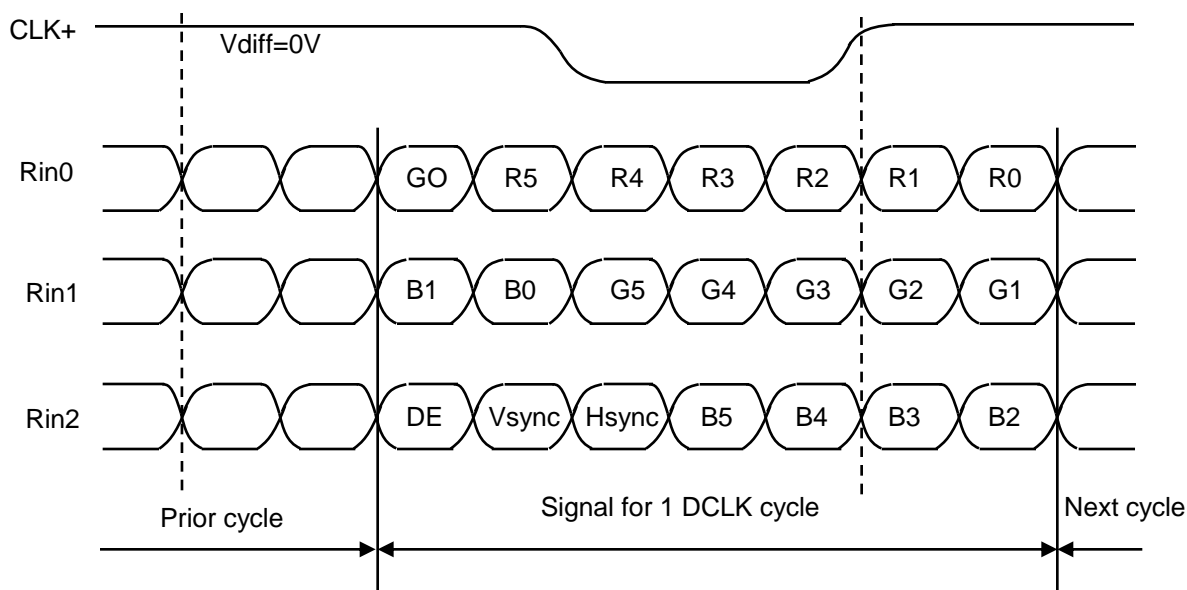 CLK+
Vdiff=0V
Rin0 GO R5 R4 R3 R2 R1 R0
Rin1 B1 B0 G5 G4 G3 G2 G1
Rin2 DE Vsync Hsync B5 B4 B3 B2
Prior cycle Signal for 1 DCLK cycle Next cycle